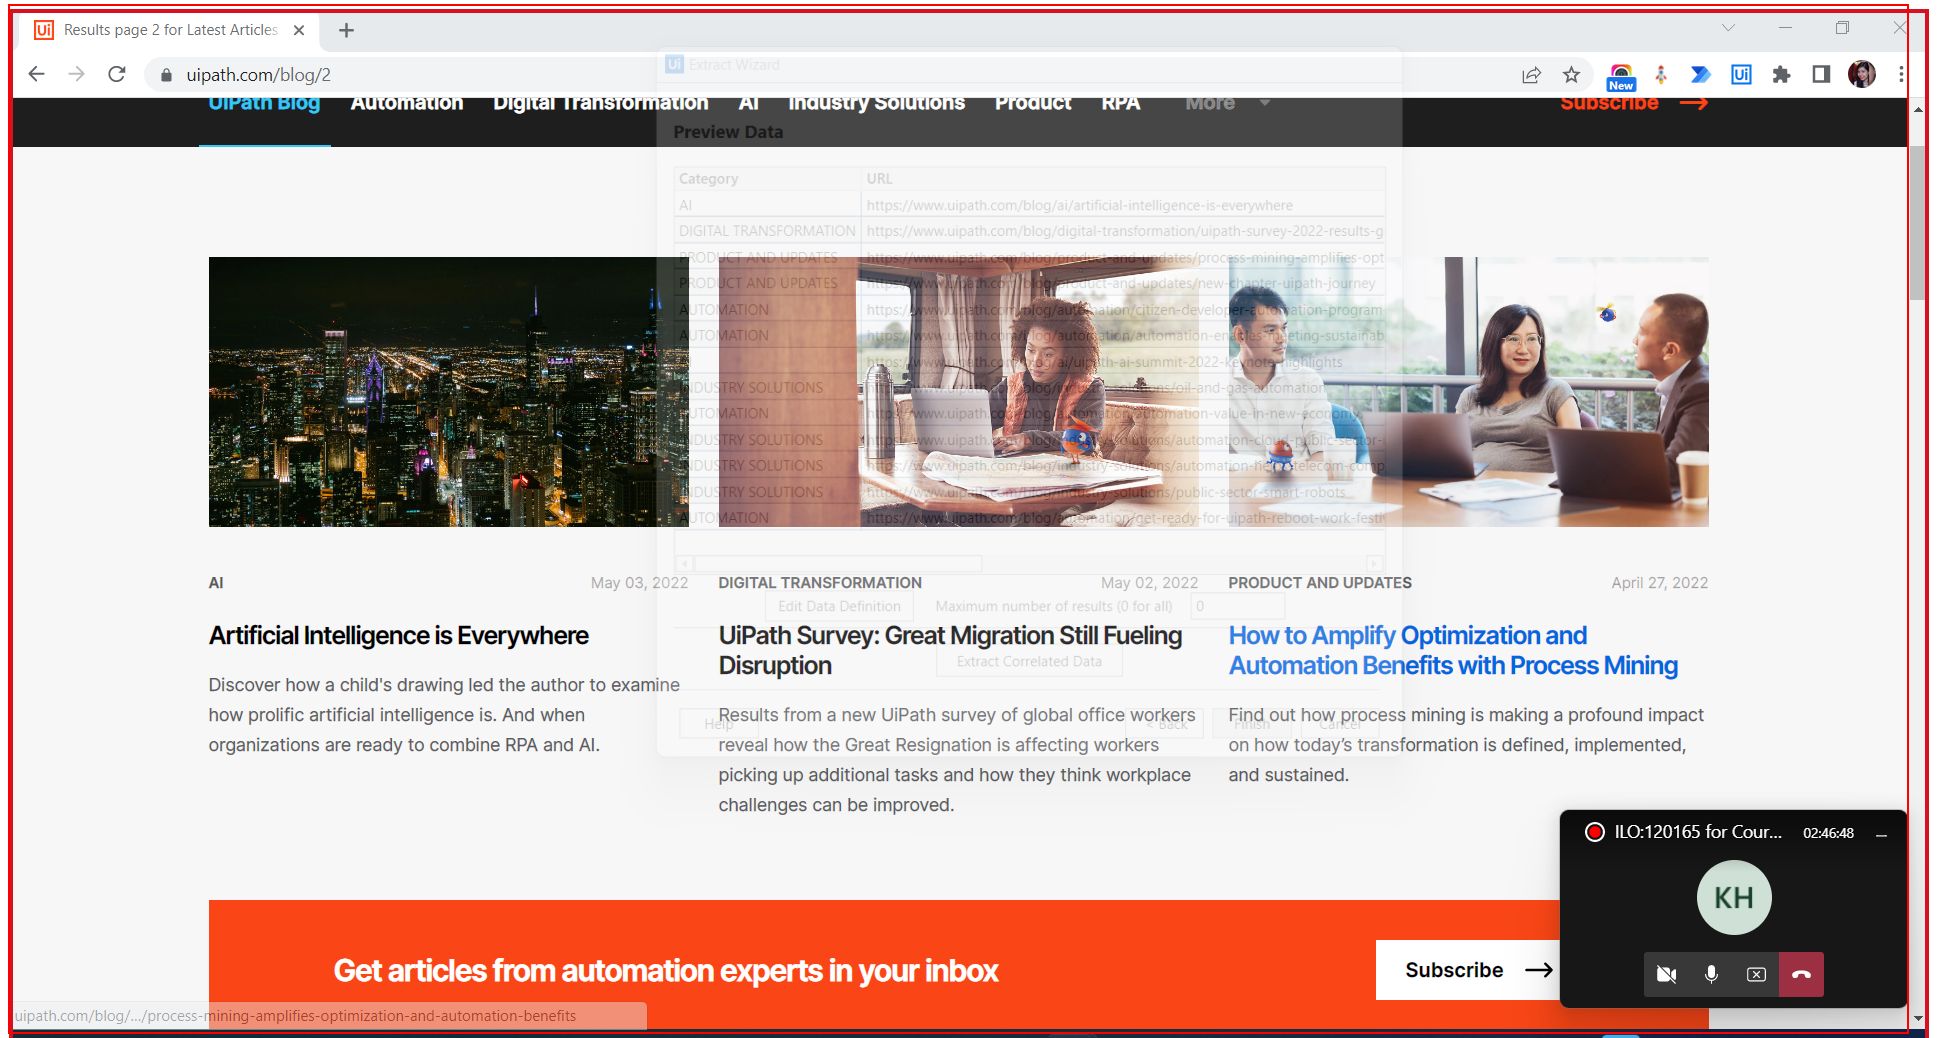 Results page 2 for Latest Articles
uipath.com/blog/2
New
UiPath Blog Automation Digital Transformation AI Industry Solutions Product RPA More Subscribe
Ui Extract Wizard
Preview Data
Category URL
AI https://www.uipath.com/blog/ai/artificial-intelligence-is-everywhere
DIGITAL TRANSFORMATION https://www.uipath.com/blog/digital-transformation/uipath-survey-2022-results-g
PRODUCT AND UPDATES https://www.uipath.com/blog/product-and-updates/process-mining-amplifies-opt
PRODUCT AND UPDATES https://www.uipath.com/blog/product-and-updates/new-chapter-uipath-journey
AUTOMATION https://www.uipath.com/blog/automation/citizen-developer-automation-program
AUTOMATION https://www.uipath.com/blog/automation/automation-enables-meeting-sustainab
https://www.uipath.com/blog/ai/uipath-ai-summit-2022-keynote-highlights
INDUSTRY SOLUTIONS https://www.uipath.com/blog/industry-solutions/oil-and-gas-automation
AUTOMATION https://www.uipath.com/blog/automation/automation-value-in-new-economy
INDUSTRY SOLUTIONS https://www.uipath.com/blog/industry-solutions/automation-cloud-public-sector-
INDUSTRY SOLUTIONS https://www.uipath.com/blog/industry-solutions/automation-helps-telecom-comp
INDUSTRY SOLUTIONS https://www.uipath.com/blog/industry-solutions/public-sector-smart-robots
AUTOMATION https://www.uipath.com/blog/automation/get-ready-for-uipath-reboot-work-festiv
Edit Data Definition Maximum number of results (0 for all) 0
Extract Correlated Data
Help < Back Finish Cancel
AI May 03, 2022
Artificial Intelligence is Everywhere
Discover how a child's drawing led the author to examine
how prolific artificial intelligence is. And when
organizations are ready to combine RPA and AI.
DIGITAL TRANSFORMATION May 02, 2022
UiPath Survey: Great Migration Still Fueling
Disruption
Results from a new UiPath survey of global office workers
reveal how the Great Resignation is affecting workers
picking up additional tasks and how they think workplace
challenges can be improved.
PRODUCT AND UPDATES April 27, 2022
How to Amplify Optimization and
Automation Benefits with Process Mining
Find out how process mining is making a profound impact
on how today's transformation is defined, implemented,
and sustained.
Get articles from automation experts in your inbox
Subscribe
ILO:120165 for Cour... 02:46:48
KH
uipath.com/blog/.../process-mining-amplifies-optimization-and-automation-benefits